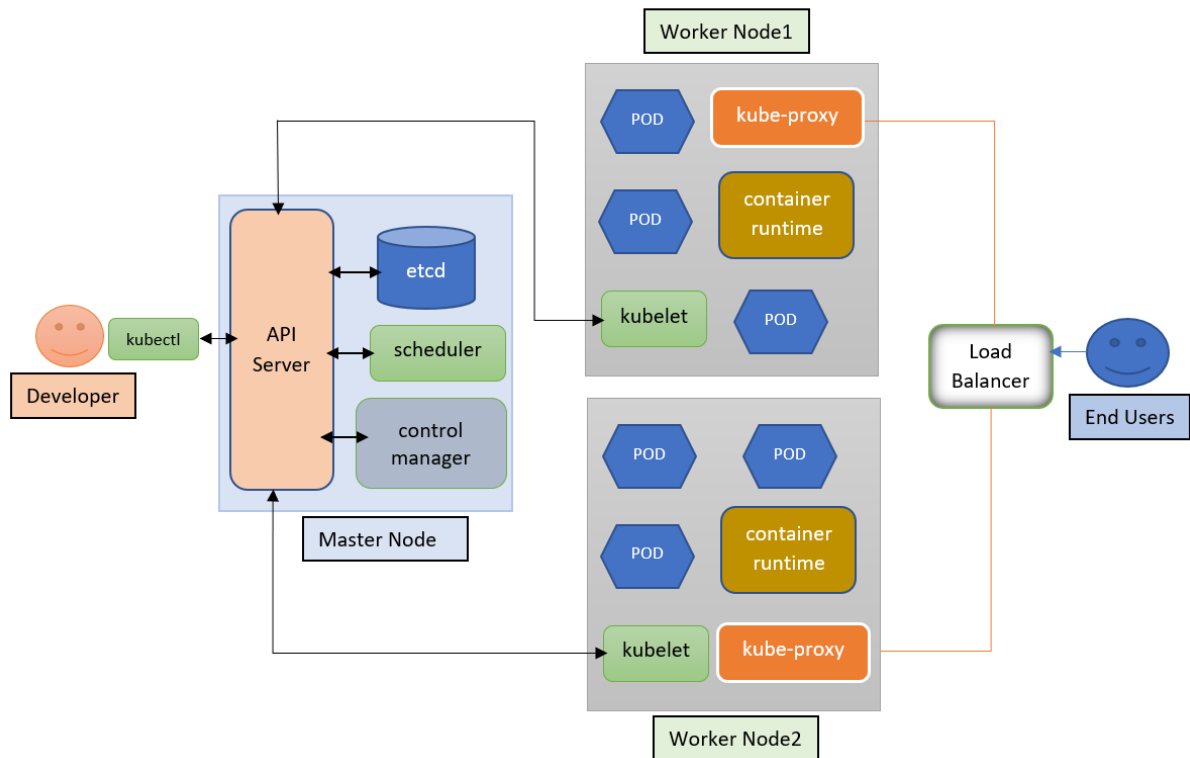 Worker Node1
POD
kube-proxy
POD
container
runtime
kubelet
POD
etcd
API
Server
scheduler
control
manager
kubectl
Developer
Master Node
Load
Balancer
End Users
POD
POD
POD
container
runtime
kubelet
kube-proxy
Worker Node2